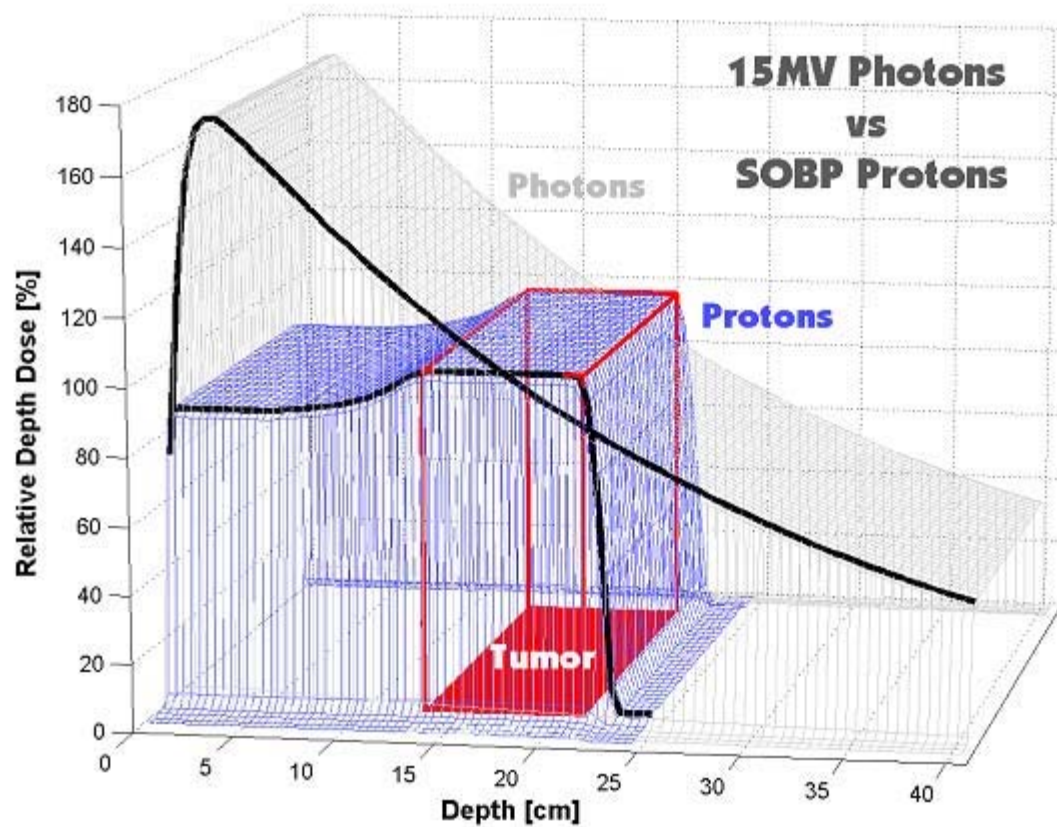 15MV Photons
vs
SOBP Protons
Photons
Protons
Tumor
Relative Depth Dose [%]
180
160
140
120
100
80
60
40
20
0
0 5 10 15 20 25 30 35 40
Depth [cm]